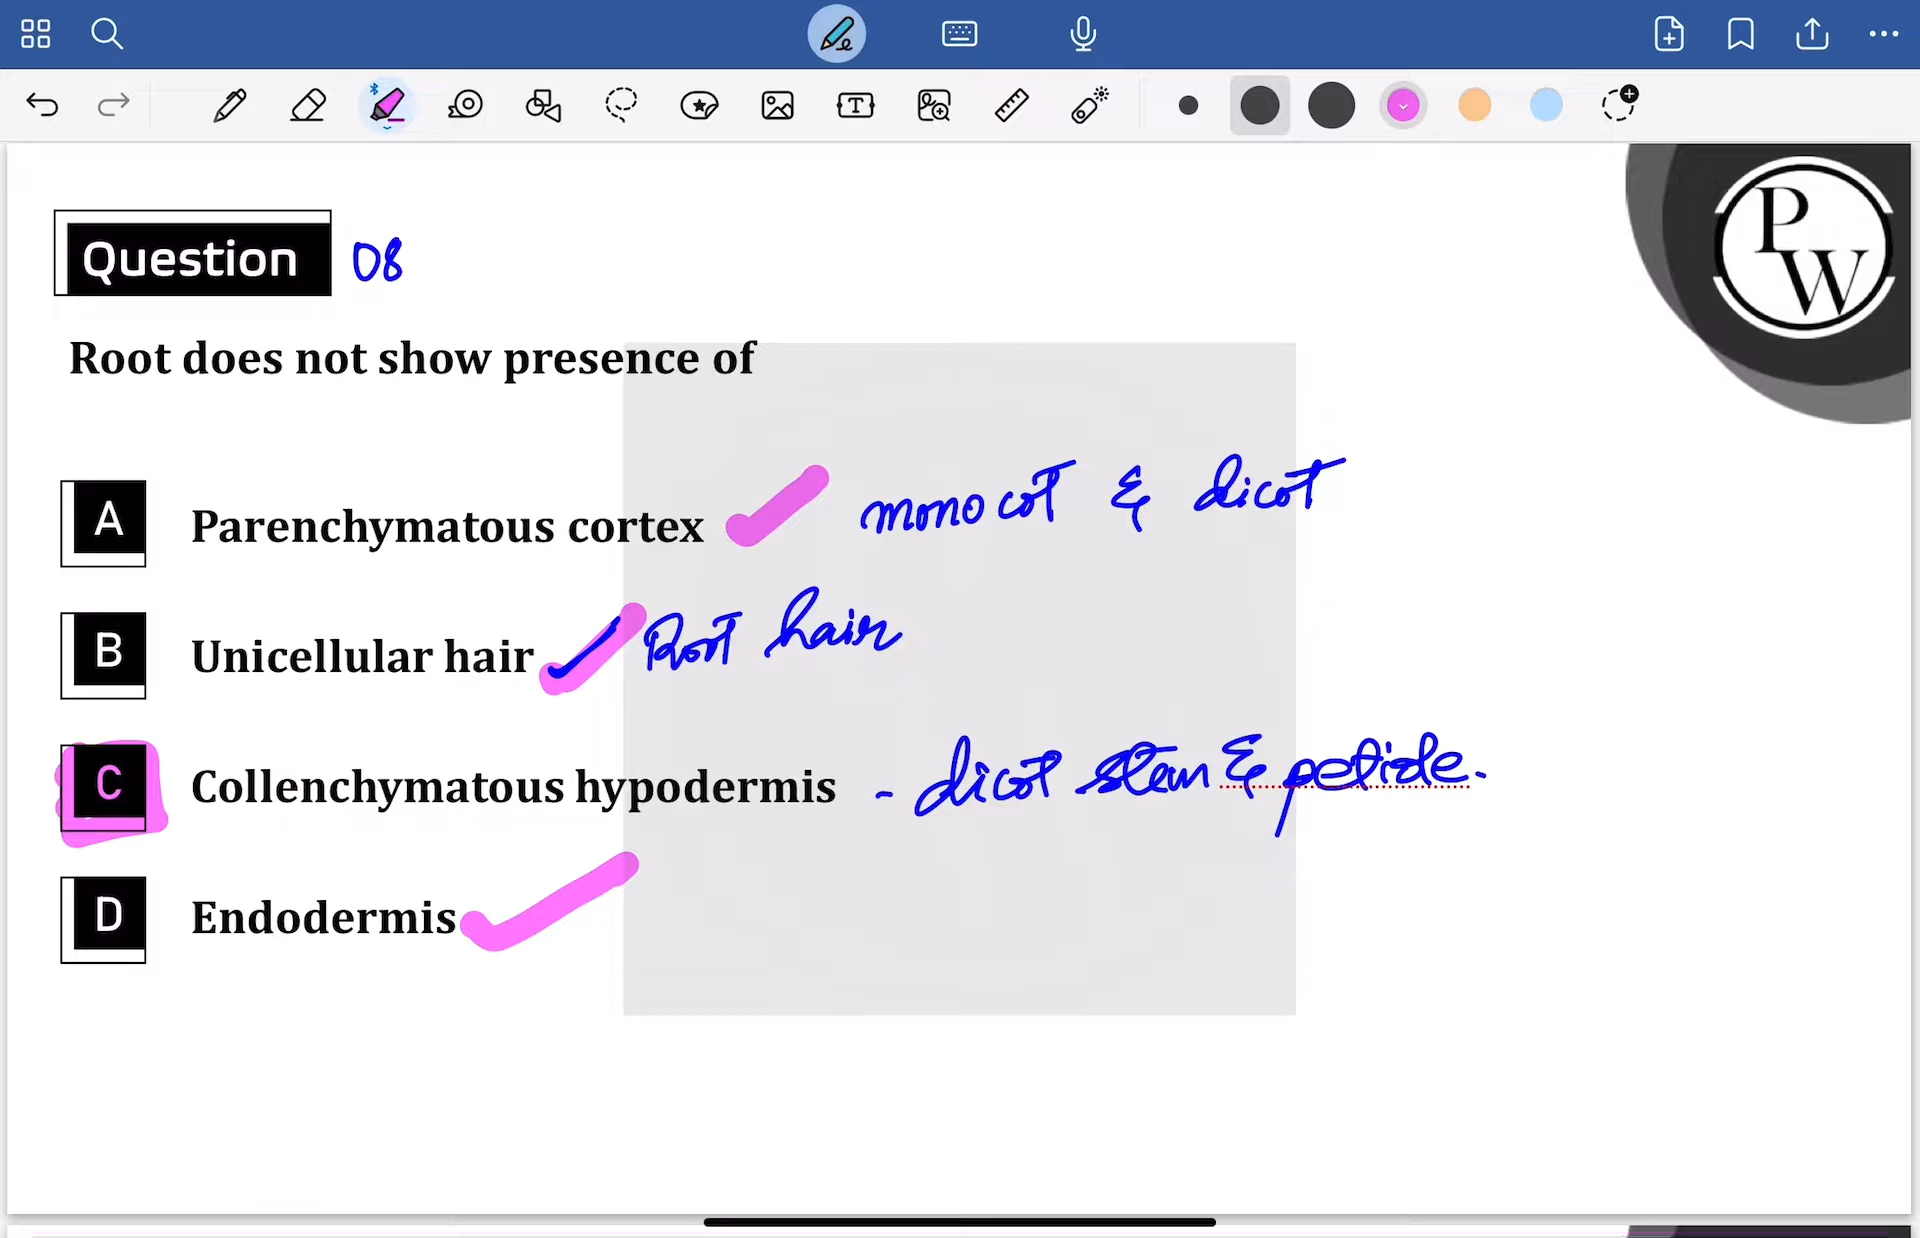 Question 08
PW
Root does not show presence of
A Parenchymatous cortex monocot & dicot
B Unicellular hair Root hair
C Collenchymatous hypodermis - dicot stem & petiole.
D Endodermis